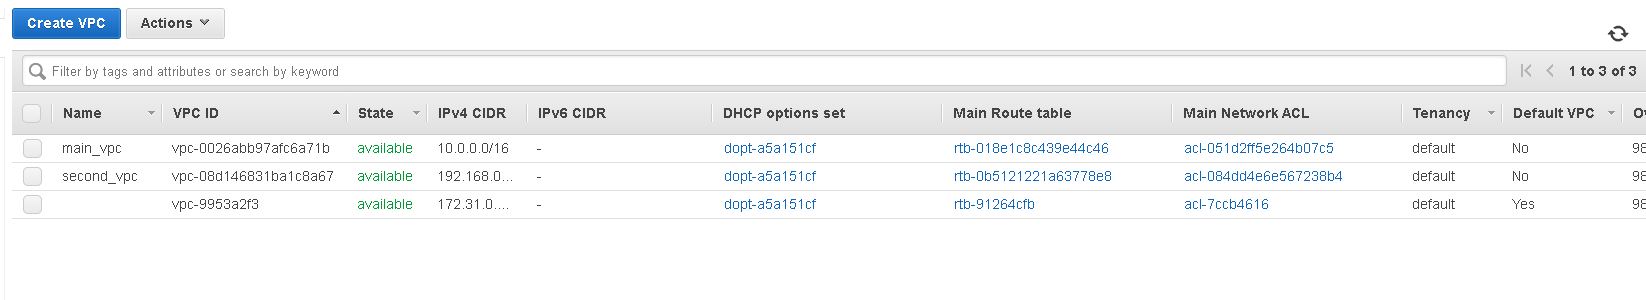 Create VPC Actions
Filter by tags and attributes or search by keyword 1 to 3 of 3
Name VPC ID State IPv4 CIDR IPv6 CIDR DHCP options set Main Route table Main Network ACL Tenancy Default VPC
main_vpc vpc-0026abb97afc6a71b available 10.0.0.0/16 - dopt-a5a151cf rtb-018e1c8c439e44c46 acl-051d2ff5e264b07c5 default No 98
second_vpc vpc-08d146831ba1c8a67 available 192.168.0... - dopt-a5a151cf rtb-0b5121221a63778e8 acl-084dd4e6e567238b4 default No 98
vpc-9953a2f3 available 172.31.0.... - dopt-a5a151cf rtb-91264cfb acl-7ccb4616 default Yes 98